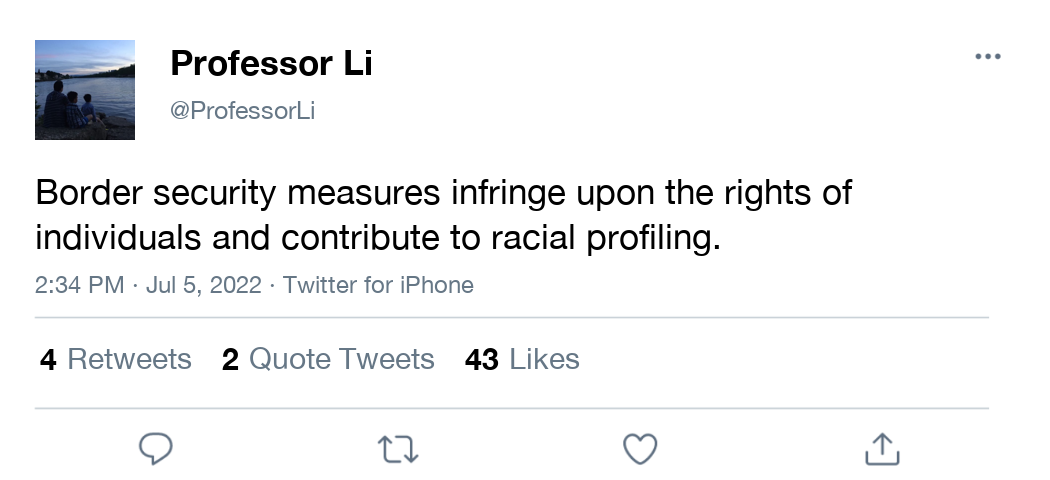 Professor Li
@ProfessorLi
Border security measures infringe upon the rights of
individuals and contribute to racial profiling.
2:34 PM · Jul 5, 2022 · Twitter for iPhone
4 Retweets 2 Quote Tweets 43 Likes